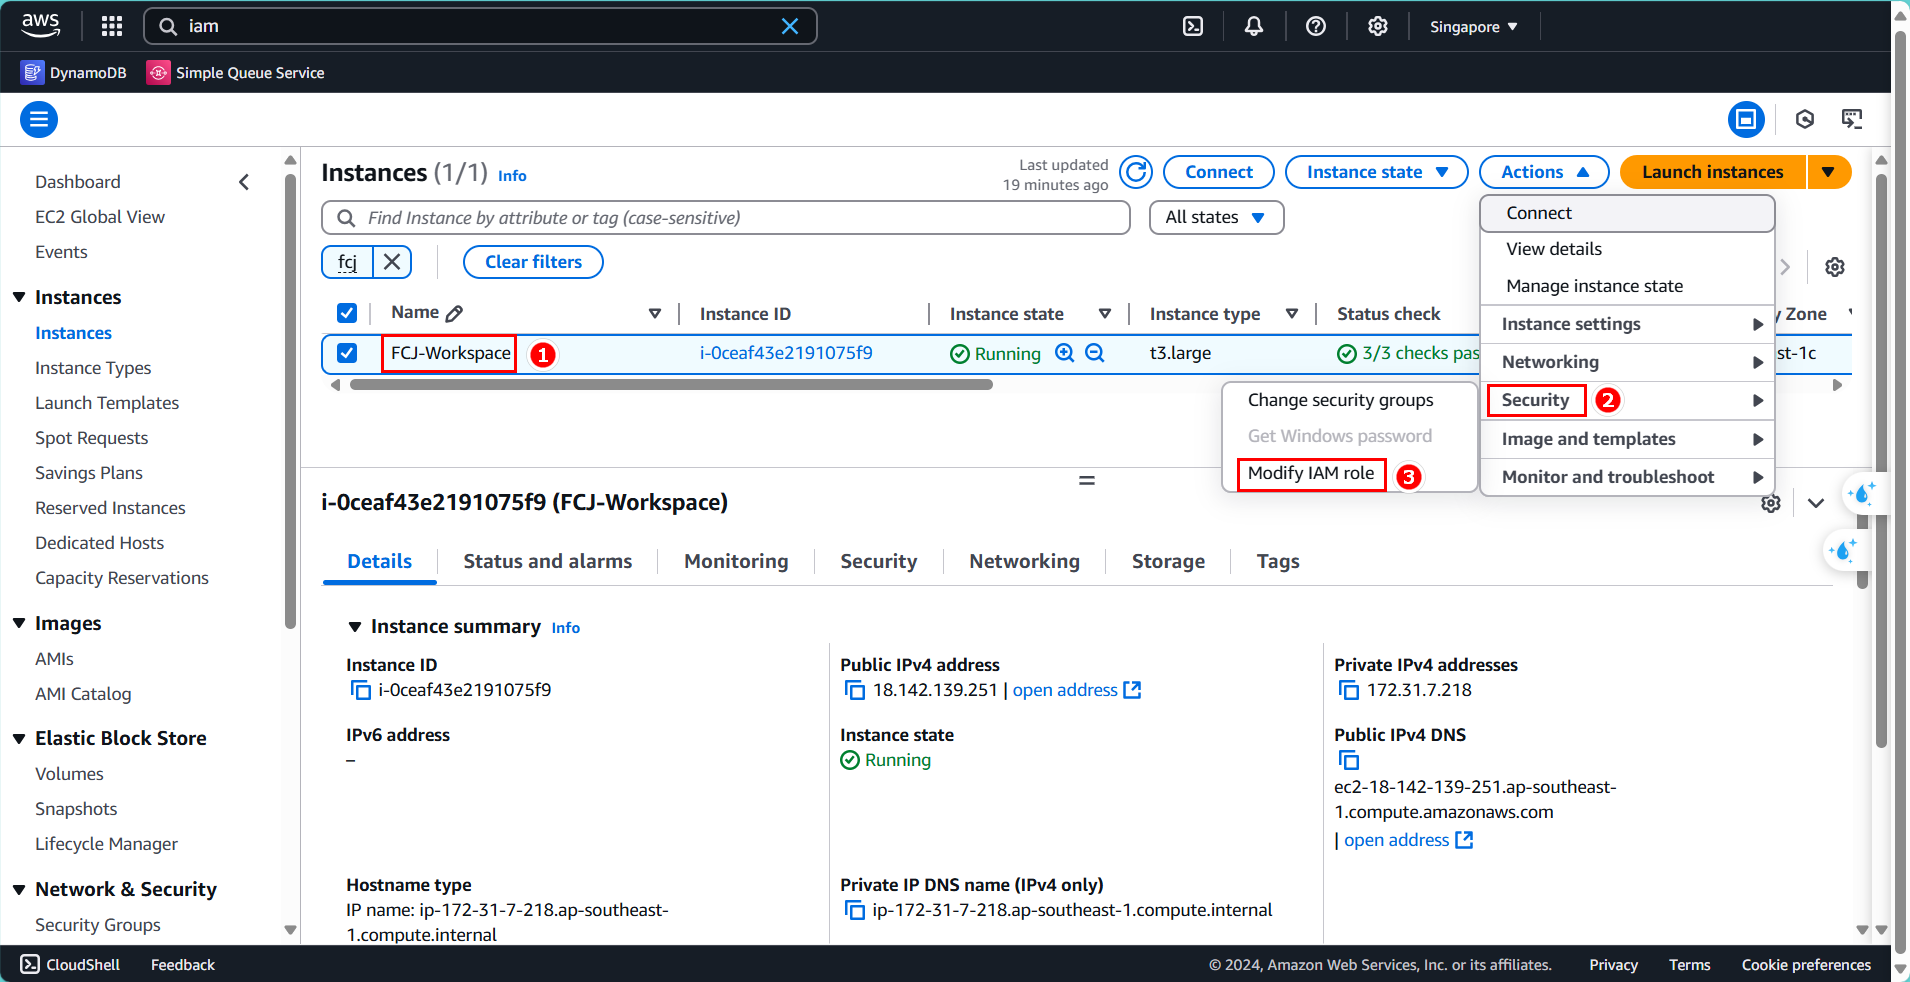 aws
iam
Singapore
DynamoDB
Simple Queue Service
Dashboard
EC2 Global View
Events
Instances
Instances
Instance Types
Launch Templates
Spot Requests
Savings Plans
Reserved Instances
Dedicated Hosts
Capacity Reservations
Images
AMIs
AMI Catalog
Elastic Block Store
Volumes
Snapshots
Lifecycle Manager
Network & Security
Security Groups
Instances (1/1) Info
Last updated
19 minutes ago
Connect
Instance state
Actions
Launch instances
Find Instance by attribute or tag (case-sensitive)
All states
fcj
Clear filters
Name
Instance ID
Instance state
Instance type
Status check
y Zone
FCJ-Workspace
1
i-0ceaf43e2191075f9
Running
t3.large
3/3 checks pas
st-1c
Connect
View details
Manage instance state
Instance settings
Networking
Security
2
Image and templates
Monitor and troubleshoot
Change security groups
Get Windows password
Modify IAM role
3
i-0ceaf43e2191075f9 (FCJ-Workspace)
Details
Status and alarms
Monitoring
Security
Networking
Storage
Tags
Instance summary Info
Instance ID
i-0ceaf43e2191075f9
Public IPv4 address
18.142.139.251 | open address
Private IPv4 addresses
172.31.7.218
IPv6 address
–
Instance state
Running
Public IPv4 DNS
ec2-18-142-139-251.ap-southeast-
1.compute.amazonaws.com
| open address
Hostname type
IP name: ip-172-31-7-218.ap-southeast-
1.compute.internal
Private IP DNS name (IPv4 only)
ip-172-31-7-218.ap-southeast-1.compute.internal
CloudShell
Feedback
© 2024, Amazon Web Services, Inc. or its affiliates.
Privacy
Terms
Cookie preferences